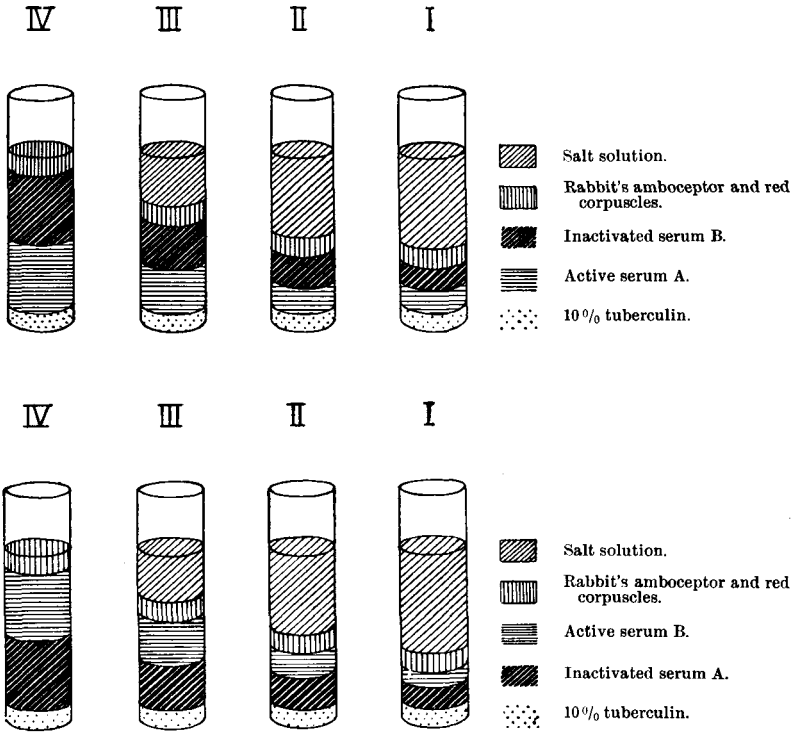 IV III II I
Salt solution.
Rabbit's amboceptor and red
corpuscles.
Inactivated serum B.
Active serum A.
10% tuberculin.
IV III II I
Salt solution.
Rabbit's amboceptor and red
corpuscles.
Active serum B.
Inactivated serum A.
10% tuberculin.